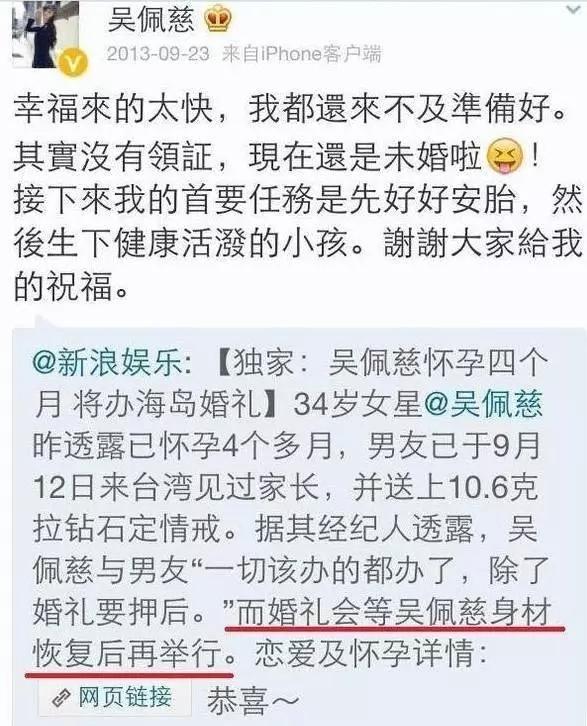 吴佩慈
2013-09-23 来自iPhone客户端
幸福來的太快，我都還來不及準備好。
其實沒有領証，現在還是未婚啦😝！
接下來我的首要任務是先好好安胎，然
後生下健康活潑的小孩。謝謝大家給我
的祝福。
@新浪娱乐:【独家：吴佩慈怀孕四个
月 将办海岛婚礼】34岁女星@吴佩慈
昨透露已怀孕4个多月，男友已于9月
12日来台湾见过家长，并送上10.6克
拉钻石定情戒。据其经纪人透露，吴
佩慈与男友“一切该办的都办了，除了
婚礼要押后。”而婚礼会等吴佩慈身材
恢复后再举行。恋爱及怀孕详情：
网页链接 恭喜～